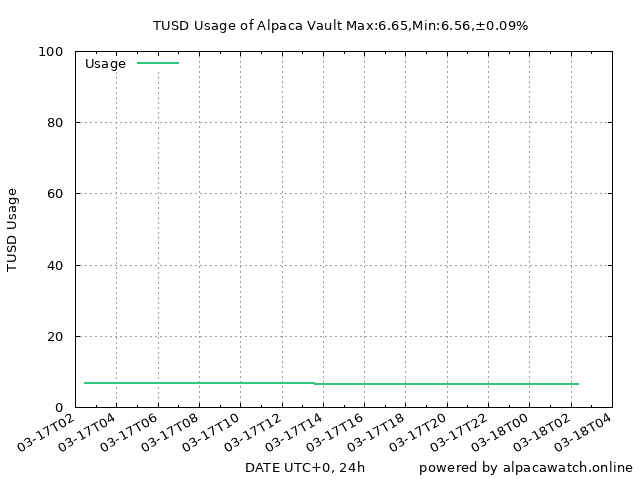 TUSD Usage of Alpaca Vault Max:6.65,Min:6.56,±0.09%
100
80
60
40
20
0
TUSD Usage
Usage
03-17T02
03-17T04
03-17T06
03-17T08
03-17T10
03-17T12
03-17T14
03-17T16
03-17T18
03-17T20
03-17T22
03-18T00
03-18T02
03-18T04
DATE UTC+0, 24h
powered by alpacawatch.online